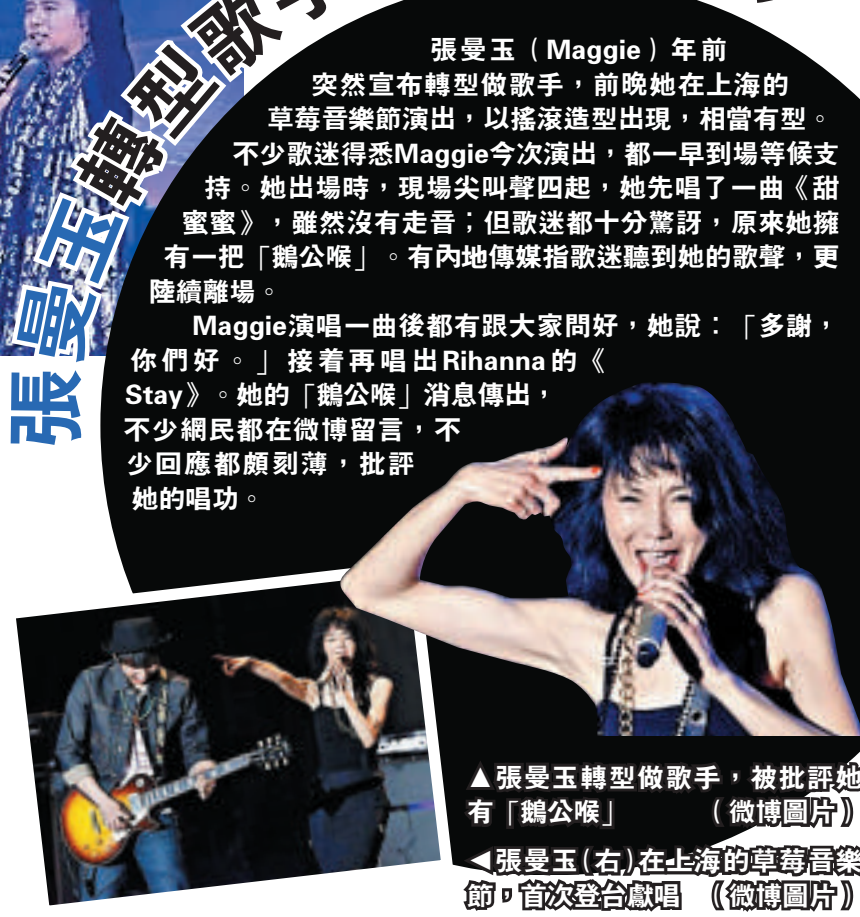 張曼玉轉型歌手
張曼玉（Maggie）年前
突然宣布轉型做歌手，前晚她在上海的
草莓音樂節演出，以搖滾造型出現，相當有型。
不少歌迷得悉Maggie今次演出，都一早到場等候支
持。她出場時，現場尖叫聲四起，她先唱了一曲《甜
蜜蜜》，雖然沒有走音；但歌迷都十分驚訝，原來她擁
有一把「鵝公喉」。有內地傳媒指歌迷聽到她的歌聲，更
陸續離場。
Maggie演唱一曲後都有跟大家問好，她說：「多謝，
你們好。」接着再唱出Rihanna的《
Stay》。她的「鵝公喉」消息傳出，
不少網民都在微博留言，不
少回應都頗刻薄，批評
她的唱功。
▲張曼玉轉型做歌手，被批評她
有「鵝公喉」　（微博圖片）
◀張曼玉(右)在上海的草莓音樂
節，首次登台獻唱　（微博圖片）